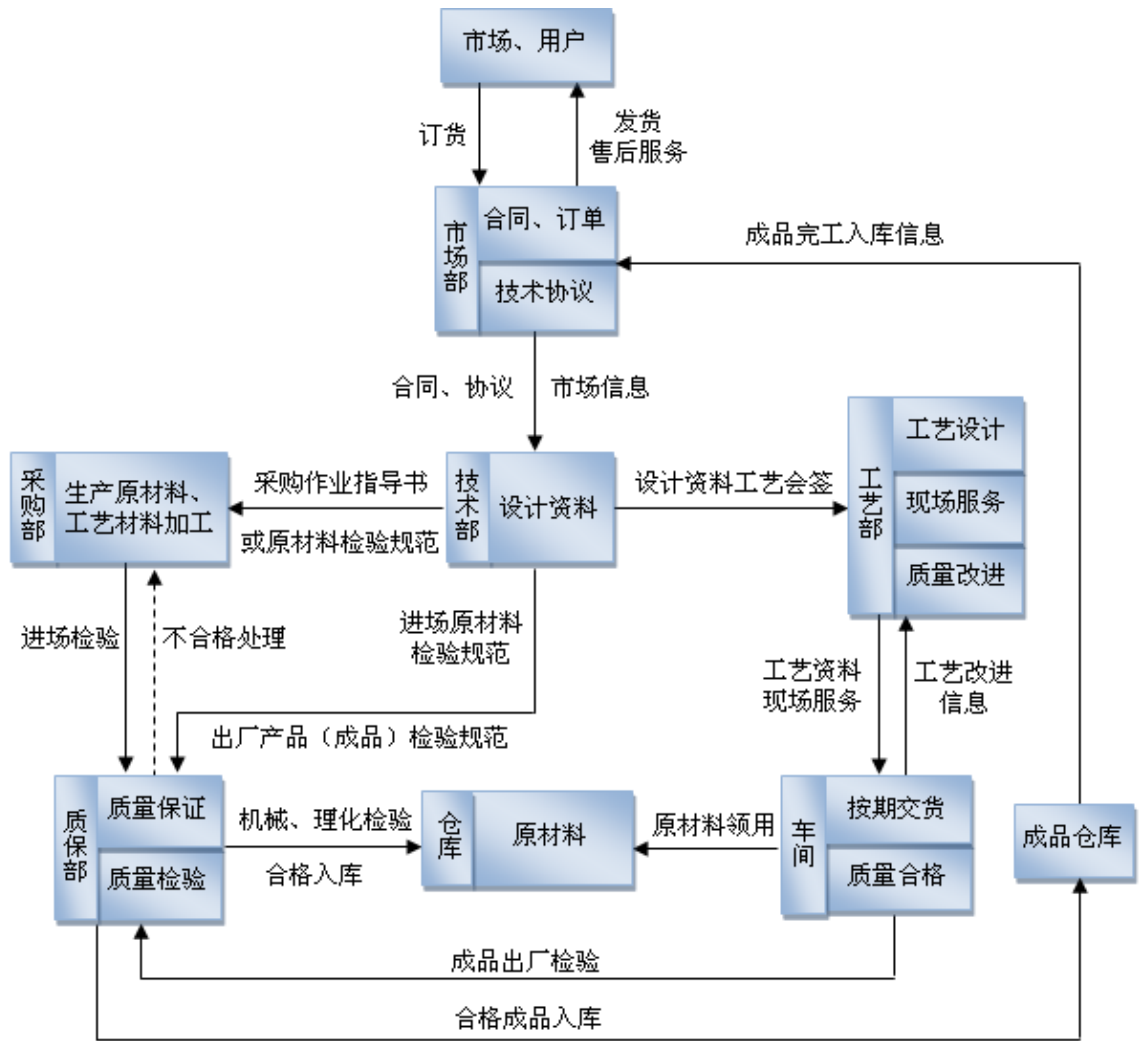 市场、用户
订货
发货
售后服务
市场部
合同、订单
技术协议
成品完工入库信息
合同、协议
市场信息
采购部
生产原材料、
工艺材料加工
采购作业指导书
或原材料检验规范
技术部
设计资料
设计资料工艺会签
工艺部
工艺设计
现场服务
质量改进
进场检验
不合格处理
进场原材料
检验规范
出厂产品（成品）检验规范
工艺资料
现场服务
工艺改进
信息
质保部
质量保证
质量检验
机械、理化检验
合格入库
仓库
原材料
原材料领用
车间
按期交货
质量合格
成品仓库
成品出厂检验
合格成品入库